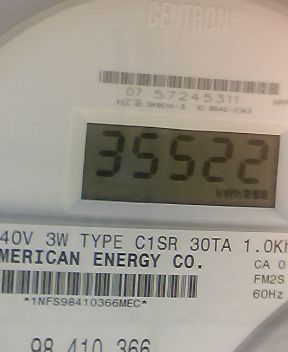 CENTRON
07 57245311
35522
kWh
40V 3W TYPE C1SR 30TA 1.0Kh
MERICAN ENERGY CO.
CA 0
FM2S
60Hz
*1NFS98410366MEC*
98 410 366